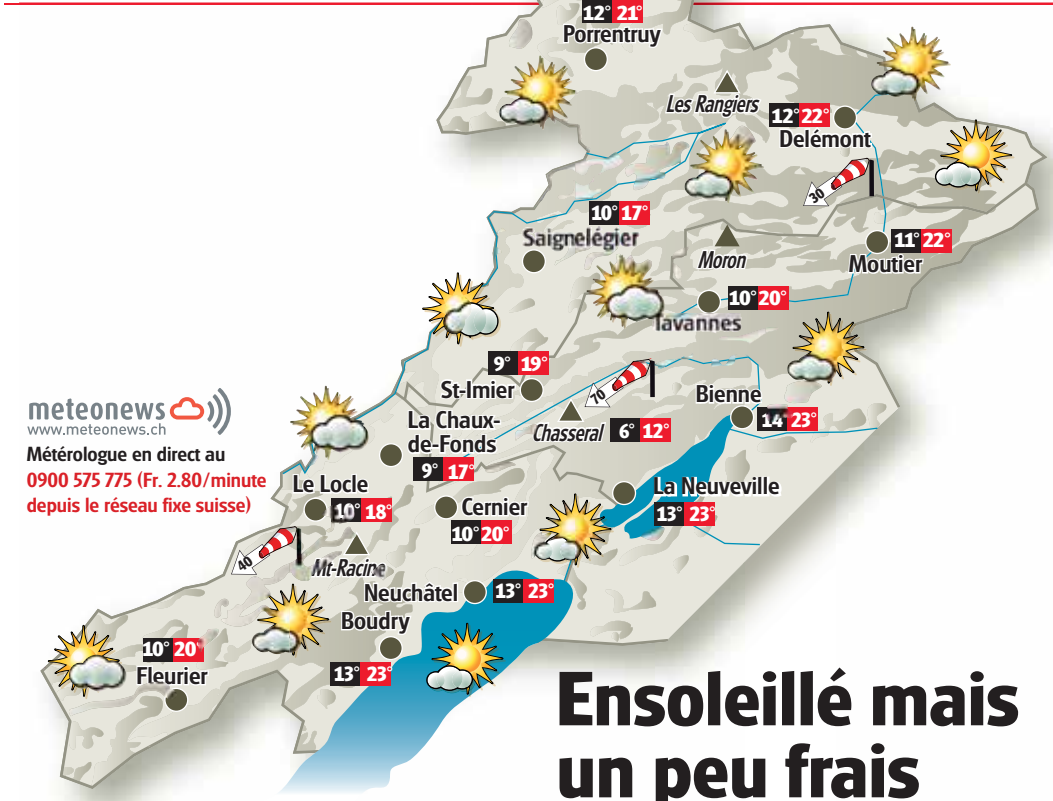 12° 21°
Porrentruy
Les Rangiers
12° 22°
Delémont
30
10° 17°
Saignelégier
Moron
11° 22°
Moutier
10° 20°
Tavannes
9° 19°
St-Imier
70
Chasseral 6° 12°
Bienne
14° 23°
meteonews
www.meteonews.ch
Météorologue en direct au
0900 575 775 (Fr. 2.80/minute
depuis le réseau fixe suisse)
La Chaux-
de-Fonds
9° 17°
Le Locle
10° 18°
Cernier
10° 20°
La Neuveville
13° 23°
40
Mt-Racine
Neuchâtel 13° 23°
Boudry
13° 23°
10° 20°
Fleurier
Ensoleillé mais
un peu frais